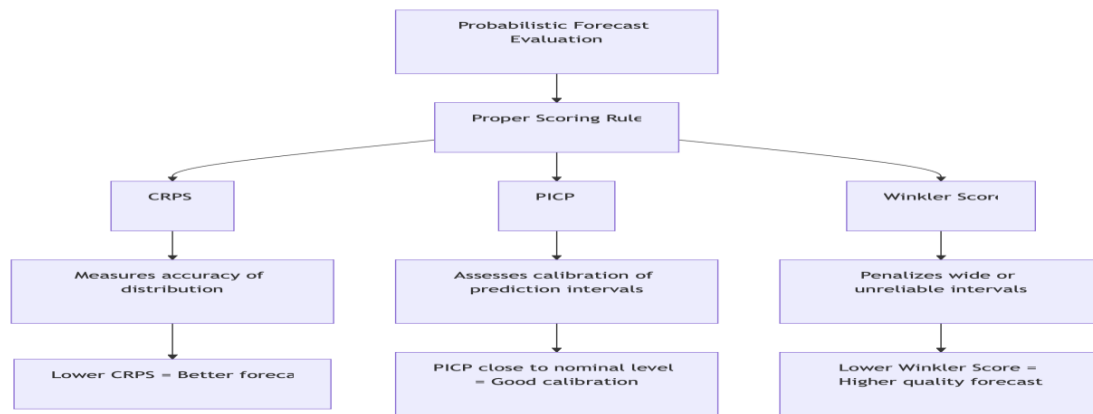 Probabilistic Forecast
Evaluation
Proper Scoring Rule
CRPS
PICP
Winkler Score
Measures accuracy of
distribution
Assesses calibration of
prediction intervals
Penalizes wide or
unreliable intervals
Lower CRPS = Better foreca
PICP close to nominal level
= Good calibration
Lower Winkler Score =
Higher quality forecast